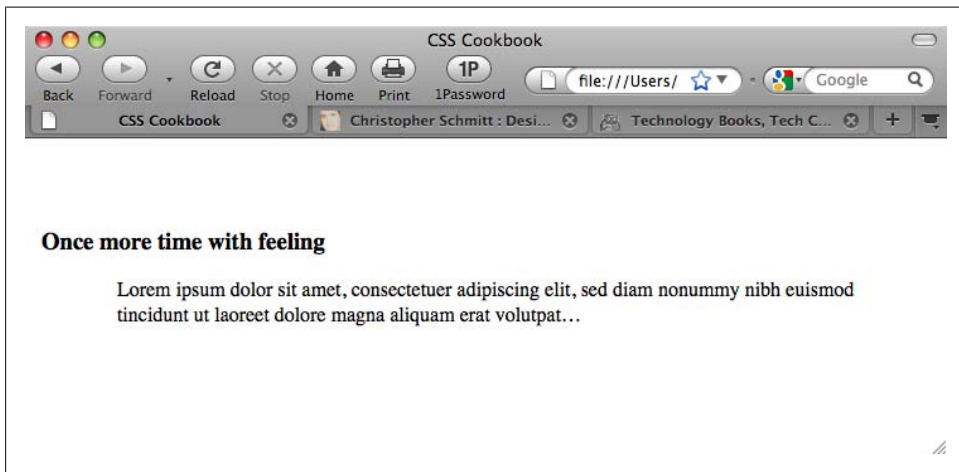 CSS Cookbook
1P
file:///Users/
Google
Back Forward Reload Stop Home Print 1Password
CSS Cookbook
Christopher Schmitt : Desi...
Technology Books, Tech C...
Once more time with feeling
Lorem ipsum dolor sit amet, consectetuer adipiscing elit, sed diam nonummy nibh euismod
tincidunt ut laoreet dolore magna aliquam erat volutpat…